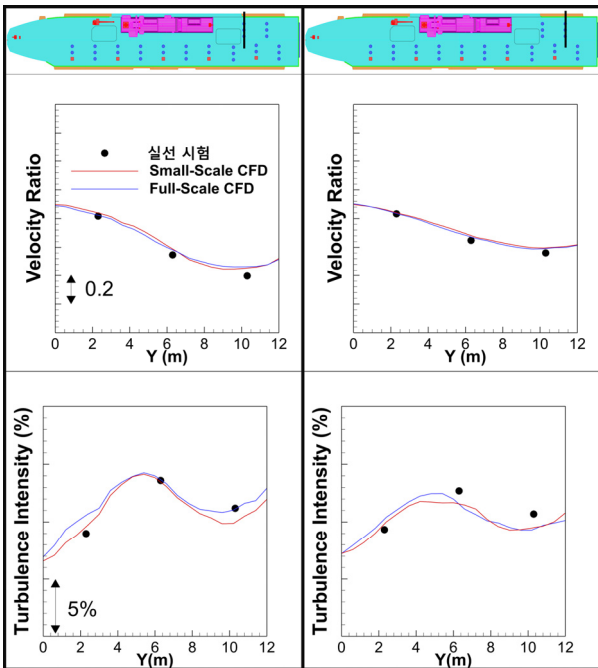 Velocity Ratio
실선 시험
Small-Scale CFD
Full-Scale CFD
0.2
0 2 4 6 8 10 12
Y (m)
Velocity Ratio
0 2 4 6 8 10 12
Y (m)
Turbulence Intensity (%)
5%
0 2 4 6 8 10 12
Y(m)
Turbulence Intensity (%)
0 2 4 6 8 10 12
Y(m)